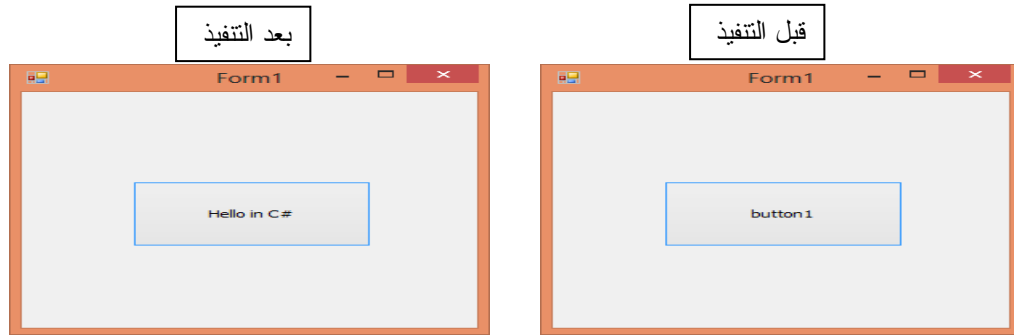 قبل التنفيذ
بعد التنفيذ
Form1
Form1
button1
Hello in C#